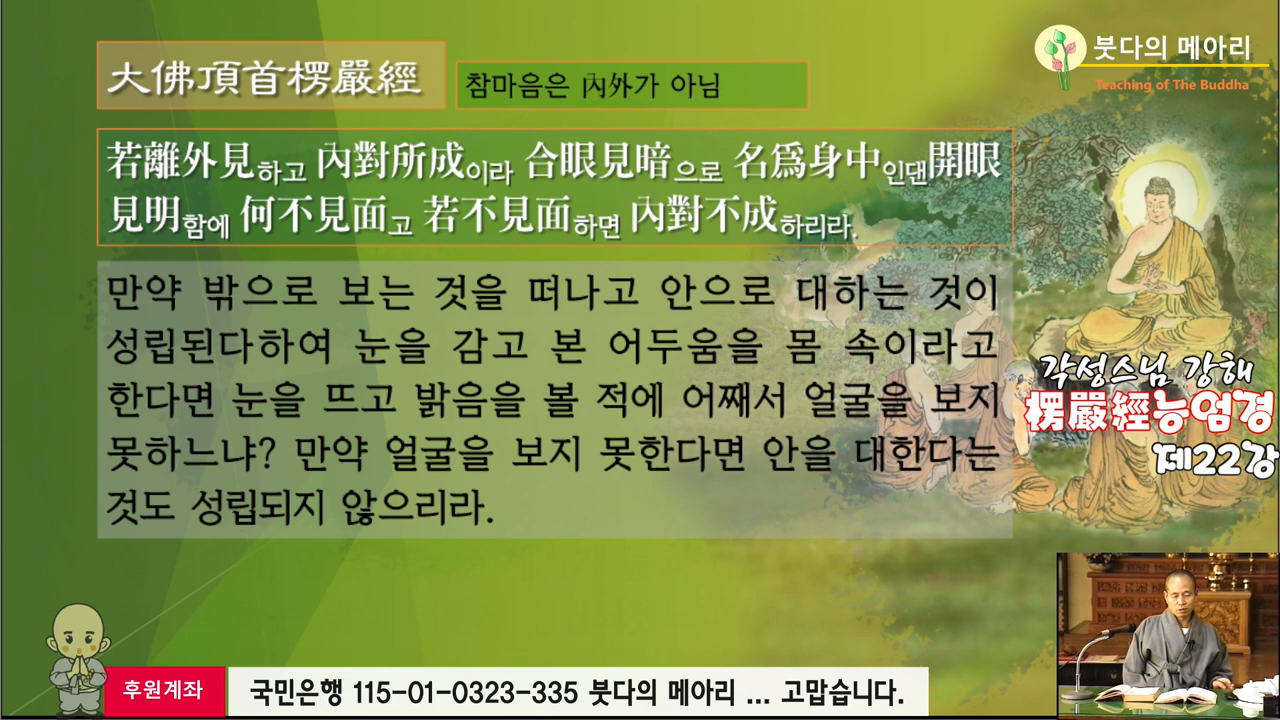 大佛頂首楞嚴經
참마음은 內外가 아님
붓다의 메아리
Teaching of The Buddha
若離外見하고 內對所成이라 合眼見暗으로 名爲身中인댄開眼
見明함에 何不見面고 若不見面하면 內對不成하리라.
만약 밖으로 보는 것을 떠나고 안으로 대하는 것이
성립된다하여 눈을 감고 본 어두움을 몸 속이라고
한다면 눈을 뜨고 밝음을 볼 적에 어째서 얼굴을 보지
못하느냐? 만약 얼굴을 보지 못한다면 안을 대한다는
것도 성립되지 않으리라.
각성스님 강해
楞嚴經능엄경
제22강
후원계좌
국민은행 115-01-0323-335 붓다의 메아리 ... 고맙습니다.